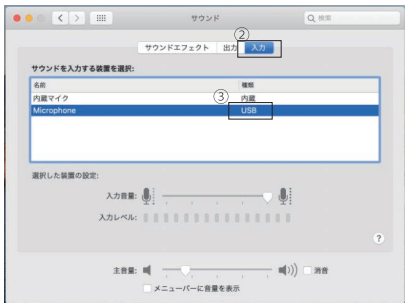 サウンド
検索
②
サウンドエフェクト 出力 入力
サウンドを入力する装置を選択:
名前 種類
内蔵マイク 内蔵
③
Microphone USB
選択した装置の設定:
入力音量:
入力レベル:
?
主音量: 消音
メニューバーに音量を表示